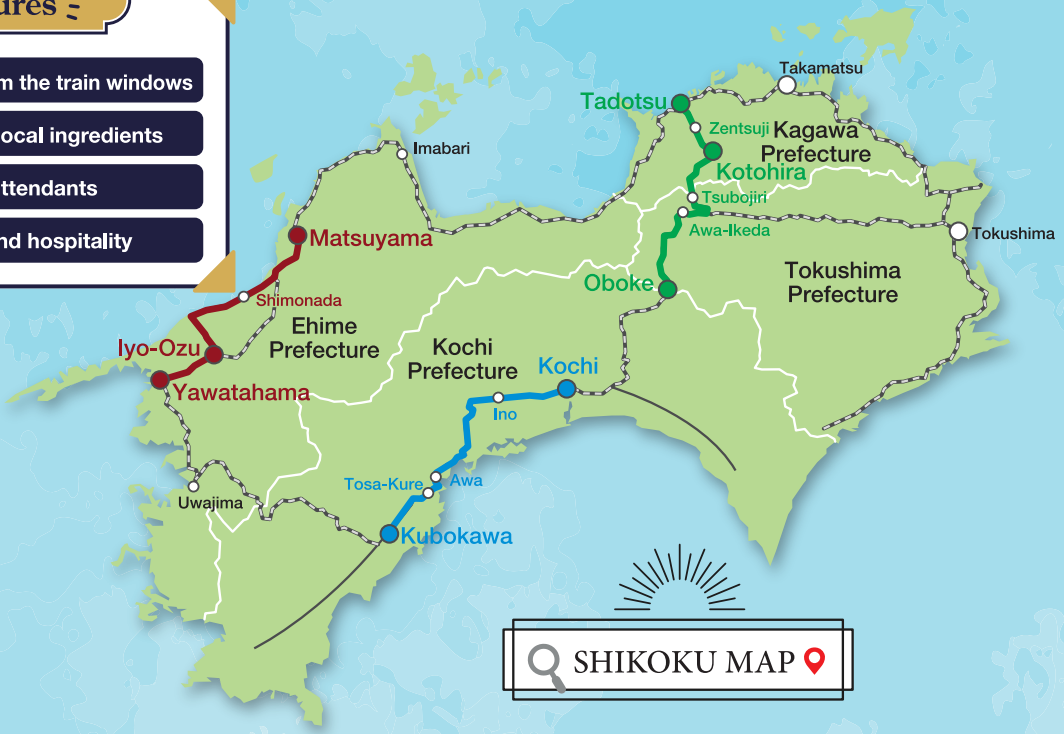 m the train windows
ocal ingredients
ttendants
nd hospitality
Takamatsu
Tadotsu
Zentsuji
Kagawa
Prefecture
Kotohira
Imabari
Tsubojiri
Awa-Ikeda
Matsuyama
Tokushima
Oboke
Tokushima
Prefecture
Shimonada
Ehime
Prefecture
Iyo-Ozu
Kochi
Prefecture
Kochi
Yawatahama
Ino
Tosa-Kure
Awa
Uwajima
Kubokawa
SHIKOKU MAP